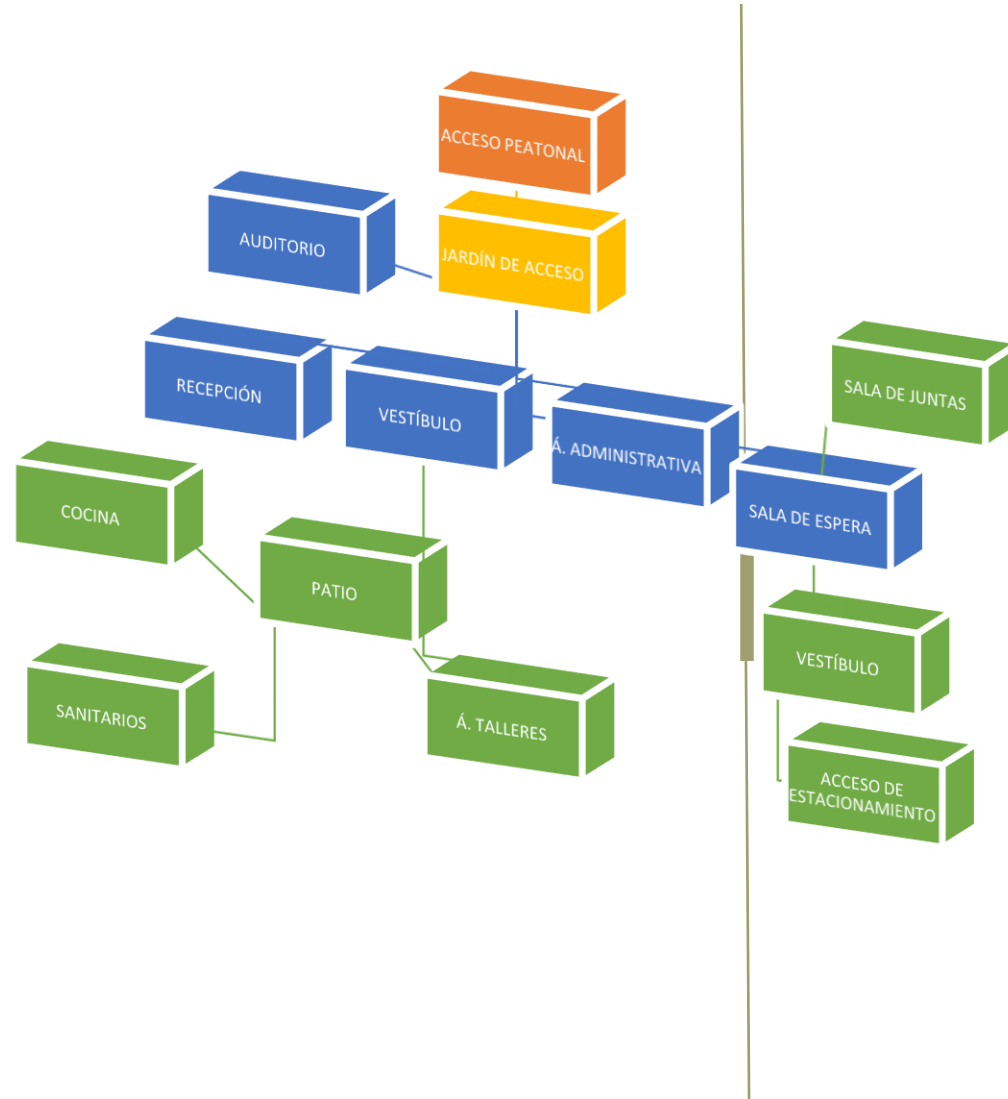 ACCESO PEATONAL
AUDITORIO
JARDÍN DE ACCESO
RECEPCIÓN
VESTÍBULO
Á. ADMINISTRATIVA
SALA DE JUNTAS
SALA DE ESPERA
COCINA
PATIO
SANITARIOS
Á. TALLERES
VESTÍBULO
ACCESO DE
ESTACIONAMIENTO